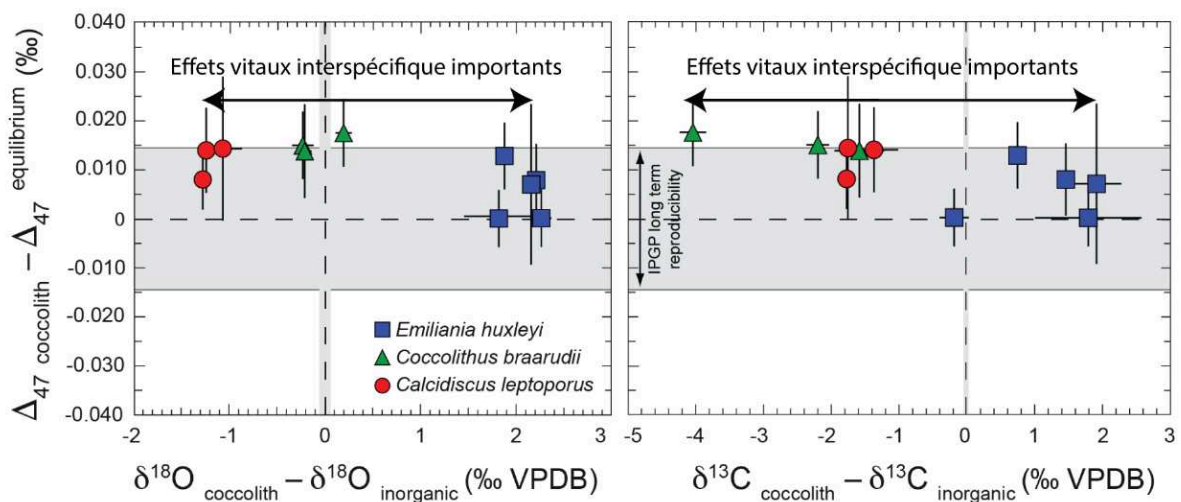 Δ47 coccolith – Δ47 equilibrium (‰)
0.040
0.030
0.020
0.010
0
-0.010
-0.020
-0.030
-0.040
Effets vitaux interspécifique importants
Emiliania huxleyi
Coccolithus braarudii
Calcidiscus leptoporus
-2 -1 0 1 2 3
δ18O coccolith – δ18O inorganic (‰ VPDB)
Effets vitaux interspécifique importants
IPGP long term
reproducibility
-5 -4 -3 -2 -1 0 1 2 3
δ13C coccolith – δ13C inorganic (‰ VPDB)